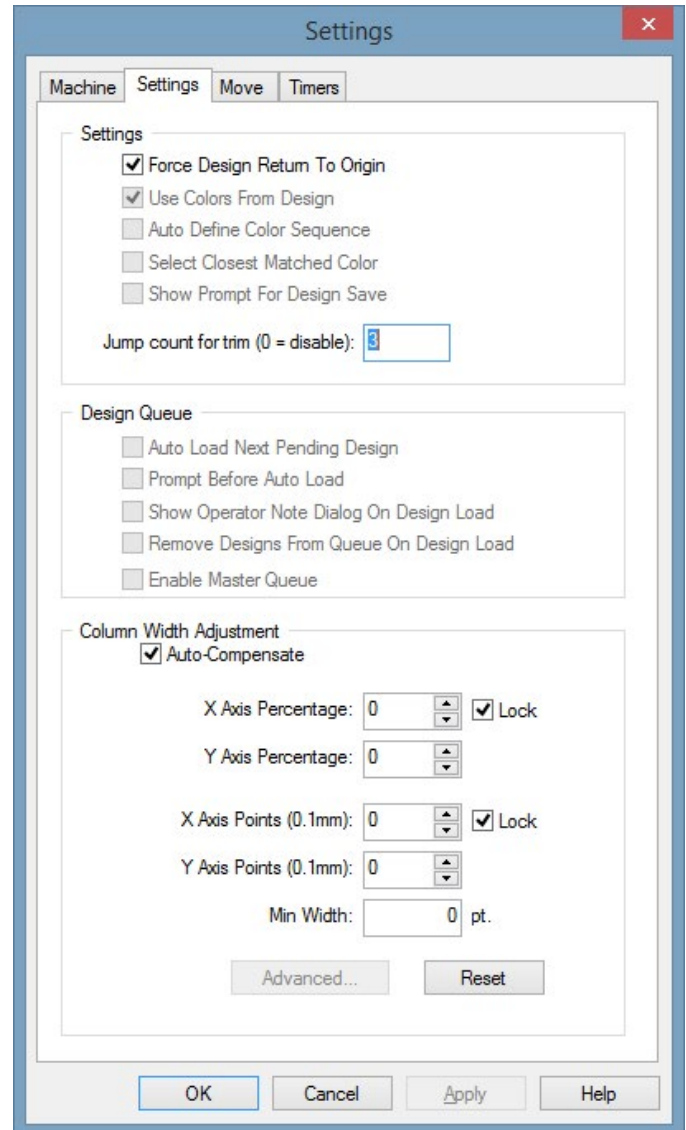 Settings
Machine Settings Move Timers
Settings
Force Design Return To Origin
Use Colors From Design
Auto Define Color Sequence
Select Closest Matched Color
Show Prompt For Design Save
Jump count for trim (0 = disable): 3
Design Queue
Auto Load Next Pending Design
Prompt Before Auto Load
Show Operator Note Dialog On Design Load
Remove Designs From Queue On Design Load
Enable Master Queue
Column Width Adjustment
Auto-Compensate
X Axis Percentage: 0 Lock
Y Axis Percentage: 0
X Axis Points (0.1mm): 0 Lock
Y Axis Points (0.1mm): 0
Min Width: 0 pt.
Advanced... Reset
OK Cancel Apply Help